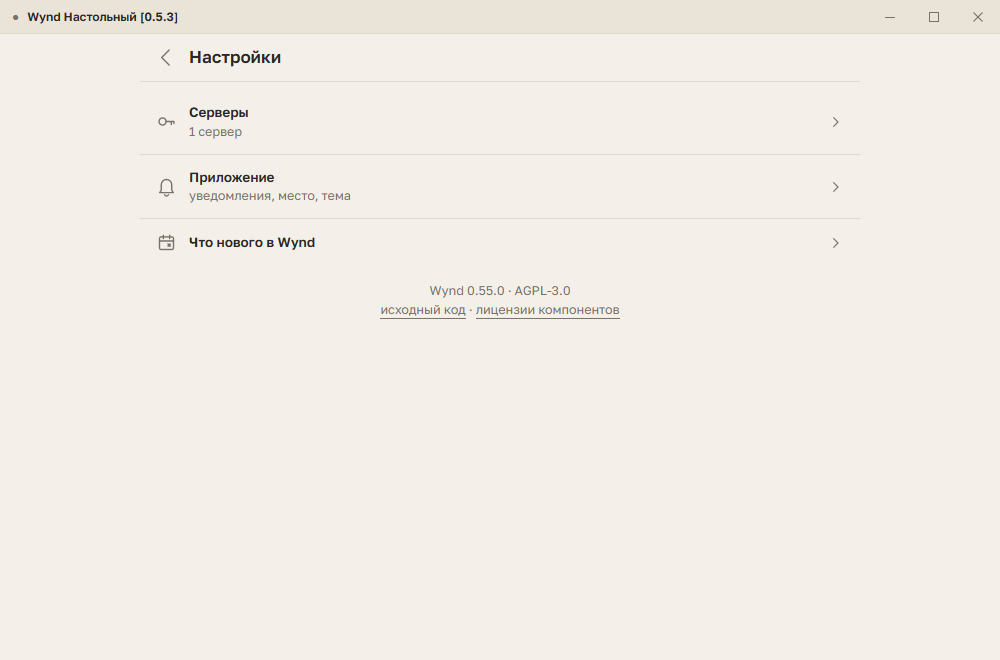 Wynd Настольный [0.5.3]
Настройки
Серверы
1 сервер
Приложение
уведомления, место, тема
Что нового в Wynd
Wynd 0.55.0 · AGPL-3.0
исходный код · лицензии компонентов